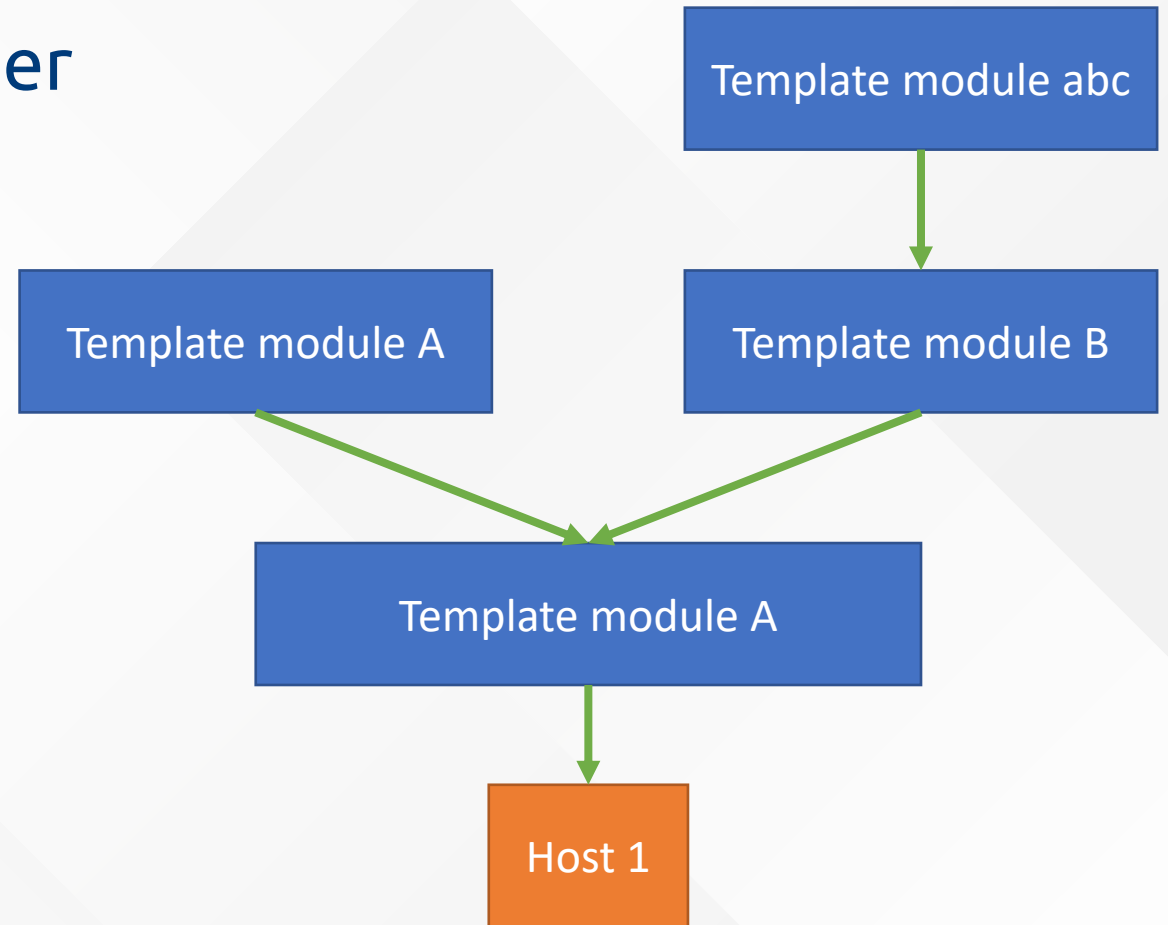 er
Template module abc
Template module A
Template module B
Template module A
Host 1